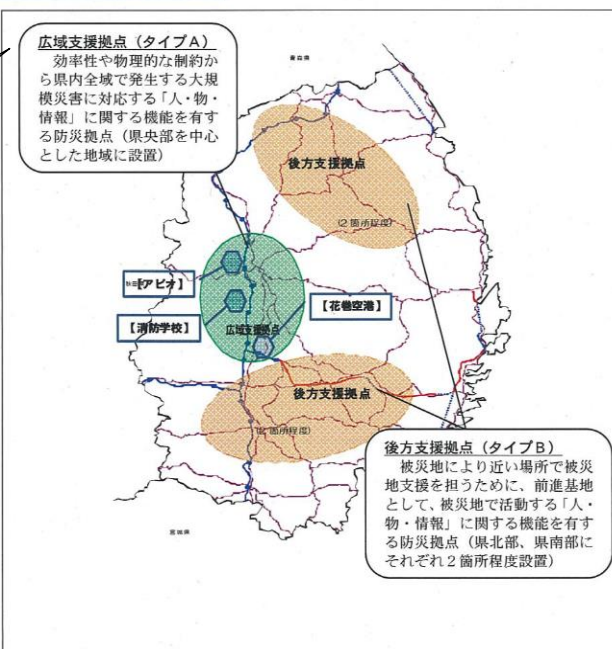 広域支援拠点（タイプA）
効率性や物理的な制約か
ら県内全域で発生する大規
模災害に対応する「人・物・
情報」に関する機能を有す
る防災拠点（県央部を中心
とした地域に設置）
青森県
後方支援拠点
（2箇所程度）
【アピオ】
【消防学校】
【花巻空港】
広域支援拠点
後方支援拠点
箇所程度）
宮城県
後方支援拠点（タイプB）
被災地により近い場所で被災
地支援を担うために、前進基地
として、被災地で活動する「人・
物・情報」に関する機能を有す
る防災拠点（県北部、県南部に
それぞれ２箇所程度設置）